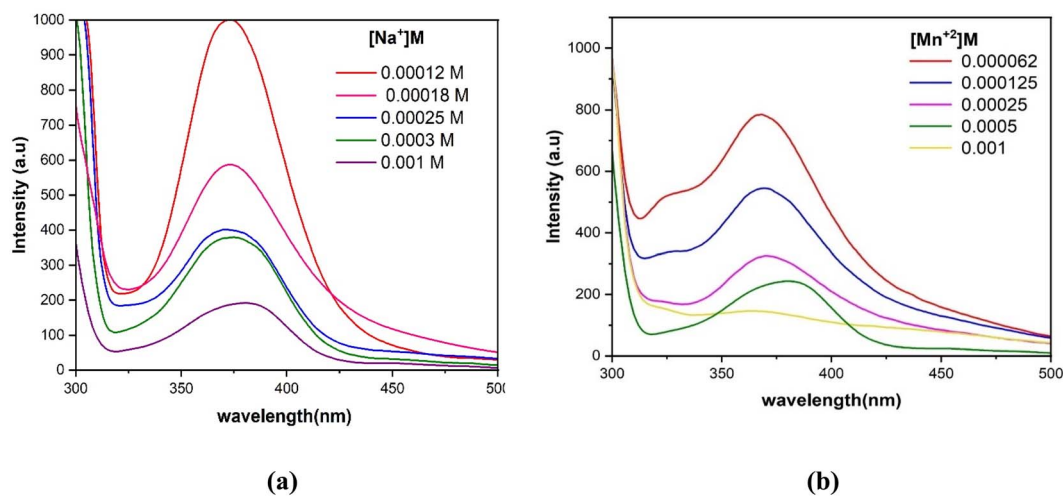 [Na+]M
0.00012 M
0.00018 M
0.00025 M
0.0003 M
0.001 M
1000
900
800
700
600
500
400
300
200
100
0
Intensity (a.u)
300
350
400
450
500
wavelength(nm)
(a)
[Mn+2]M
0.000062
0.000125
0.00025
0.0005
0.001
1000
800
600
400
200
0
Intensity (a.u)
300
350
400
450
500
wavelength(nm)
(b)